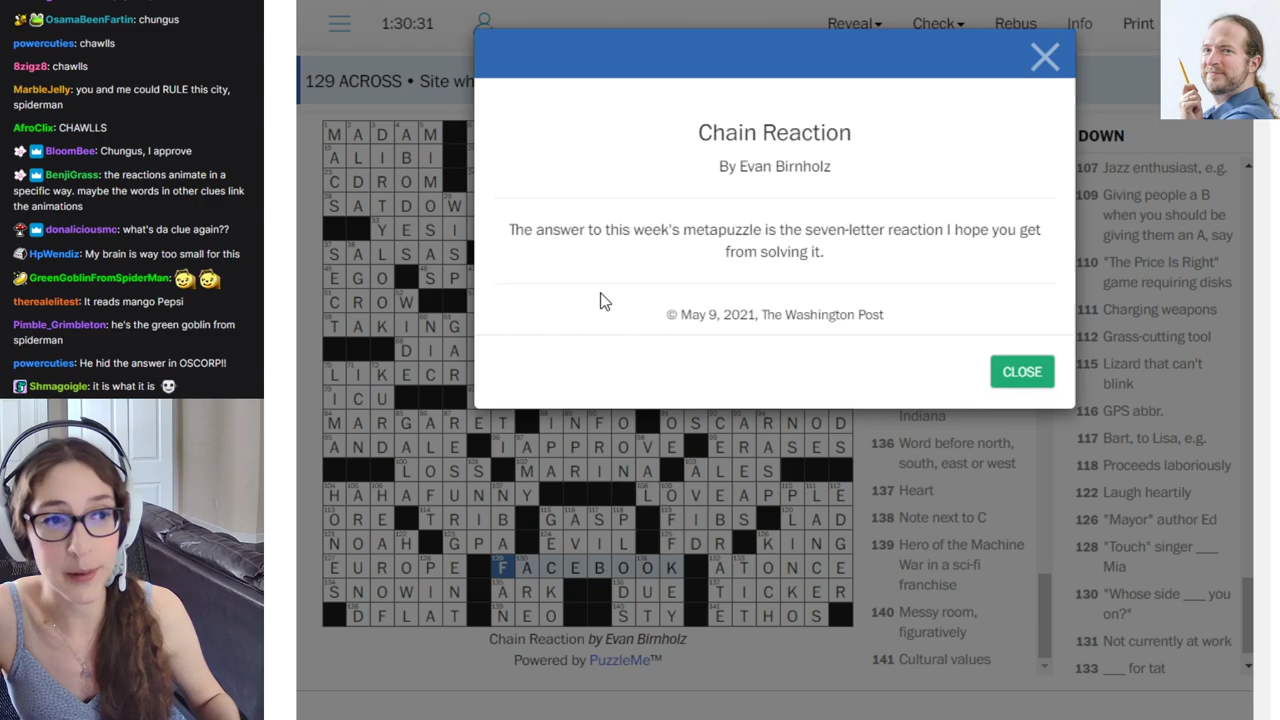 OsamaBeenFartin: chungus
powercuties: chawlls
8zigz8: chawlls
MarbleJelly: you and me could RULE this city,
spiderman
AfroClix: CHAWLLS
BloomBee: Chungus, I approve
BenjiGrass: the reactions animate in a
specific way. maybe the words in other clues link
the animations
donaliciousmc: what's da clue again??
HpWendiz: My brain is way too small for this
GreenGoblinFromSpiderMan:
therealelitest: It reads mango Pepsi
Pimble_Grimbleton: he's the green goblin from
spiderman
powercuties: He hid the answer in OSCORP!!
Shmagoigle: it is what it is
1:30:31
Reveal
Check
Rebus
Info
Print
129 ACROSS • Site wh
Chain Reaction
By Evan Birnholz
The answer to this week's metapuzzle is the seven-letter reaction I hope you get
from solving it.
© May 9, 2021, The Washington Post
CLOSE
MADAM
ALIBI
CDROM
SATDOW
YESI
SALSAS
EGO SP
CROW
TAKING
DIA
LIKECR
ICU
MARGARET INFO OSCARNOD
ANDALE IAPPROVE ERASES
LOSS MARINA ALES
HAHAFUNNY LOVEAPPLE
ORE TRIB GASP FIBS LAD
NOAH GPA EVIL FDR KING
EUROPE FACEBOOK ATONCE
SNOWIN ARK DUE TICKER
DFLAT NEO STY ETHOS
Chain Reaction by Evan Birnholz
Powered by PuzzleMe™
Indiana
136 Word before north,
south, east or west
137 Heart
138 Note next to C
139 Hero of the Machine
War in a sci-fi
franchise
140 Messy room,
figuratively
141 Cultural values
DOWN
107 Jazz enthusiast, e.g.
109 Giving people a B
when you should be
giving them an A, say
110 "The Price Is Right"
game requiring disks
111 Charging weapons
112 Grass-cutting tool
115 Lizard that can't
blink
116 GPS abbr.
117 Bart, to Lisa, e.g.
118 Proceeds laboriously
122 Laugh heartily
126 "Mayor" author Ed
128 "Touch" singer ___
Mia
130 "Whose side ___ you
on?"
131 Not currently at work
133 ___ for tat